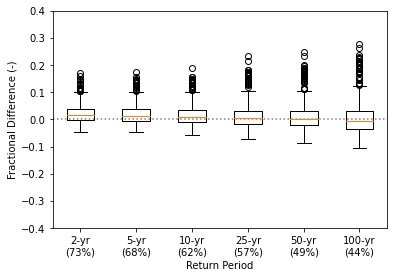 0.4
0.3
0.2
0.1
0.0
−0.1
−0.2
−0.3
−0.4
Fractional Difference (-)
2-yr 5-yr 10-yr 25-yr 50-yr 100-yr
(73%) (68%) (62%) (57%) (49%) (44%)
Return Period